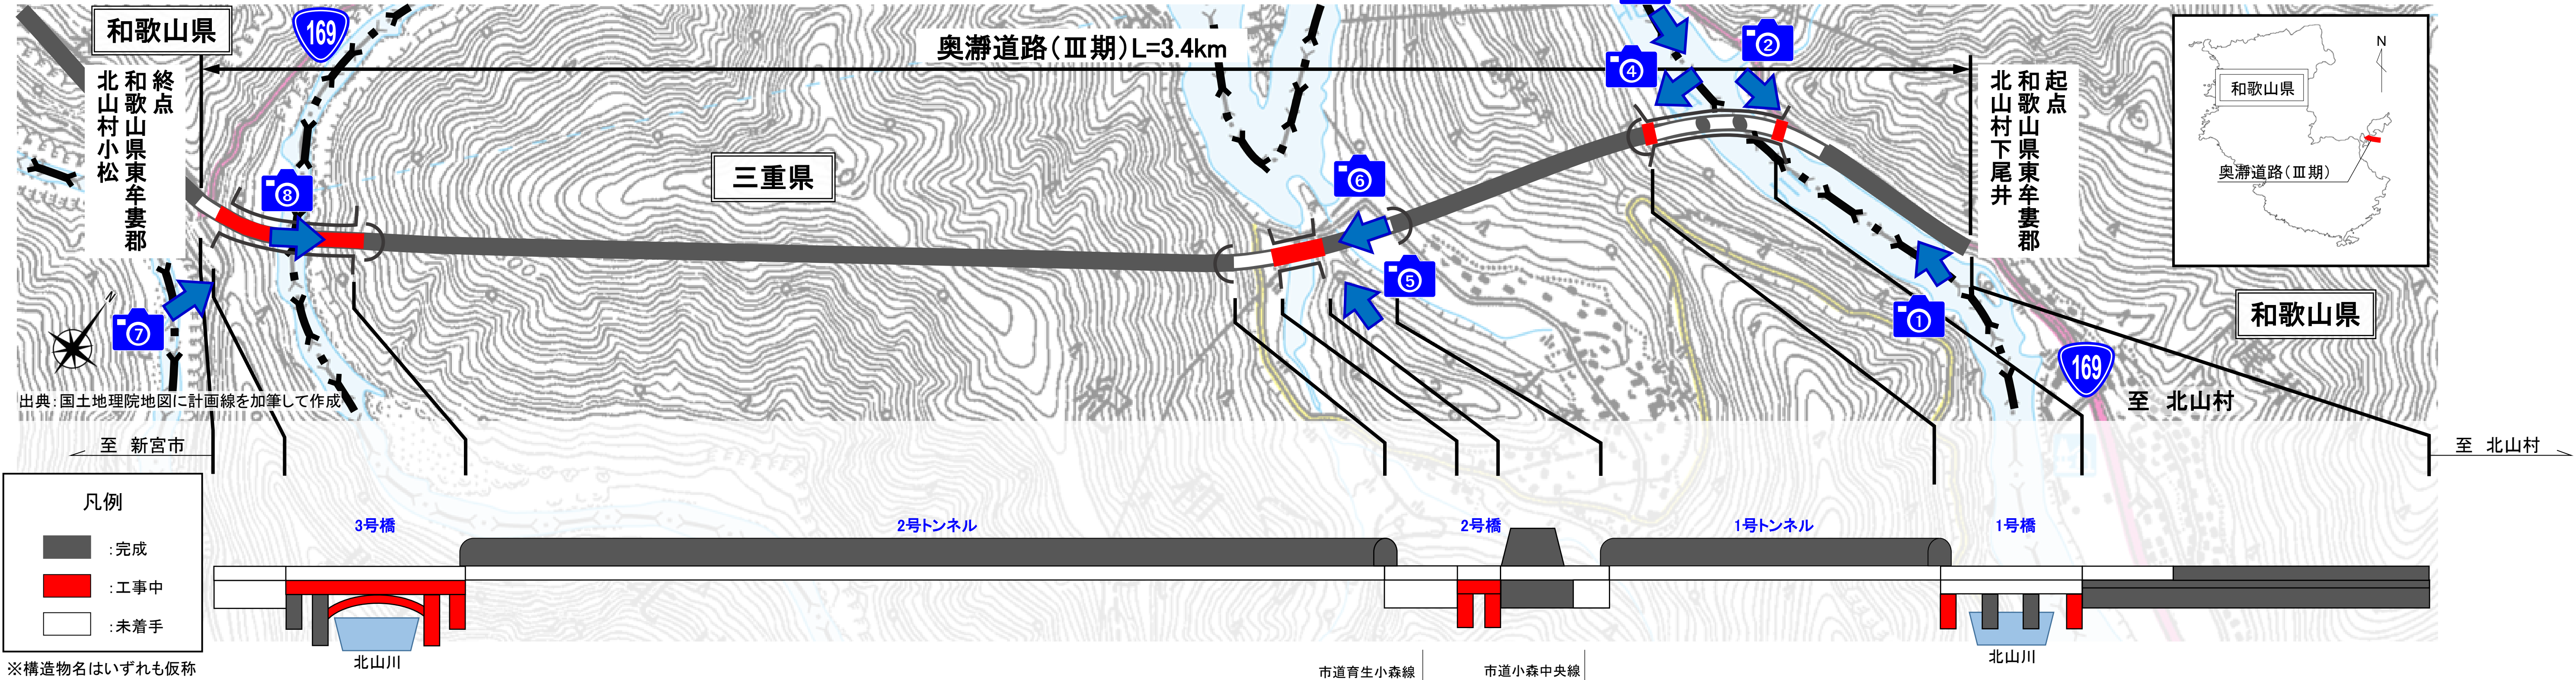 和歌山県
169
奥瀞道路(Ⅲ期)L=3.4km
②
④
和歌山県
N
奥瀞道路(Ⅲ期)
起点
和歌山県東牟婁郡
北山村下尾井
終点
和歌山県東牟婁郡
北山村小松
三重県
⑧
⑥
⑤
⑦
①
N
和歌山県
169
至 北山村
出典:国土地理院地図に計画線を加筆して作成
至 新宮市
至 北山村
凡例
:完成
:工事中
:未着手
3号橋
2号トンネル
2号橋
1号トンネル
1号橋
北山川
北山川
市道育生小森線
市道小森中央線
※構造物名はいずれも仮称